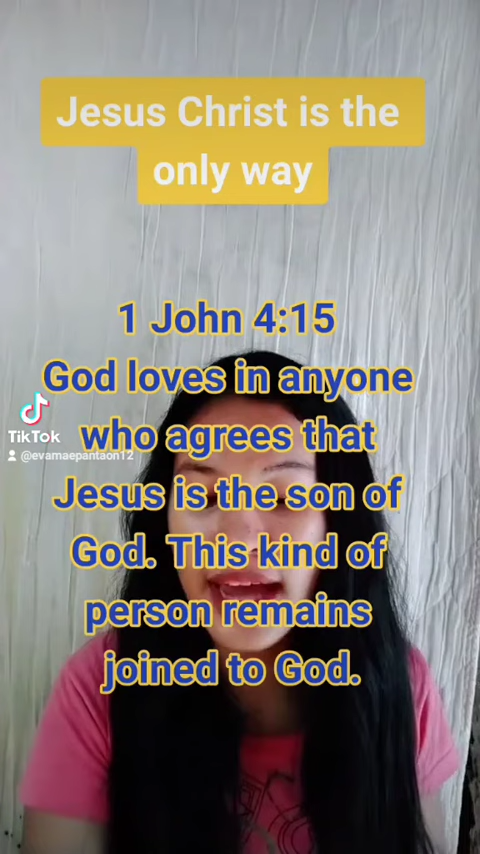 Jesus Christ is the
only way
1 John 4:15
God loves in anyone
who agrees that
Jesus is the son of
God. This kind of
person remains
joined to God.
TikTok
@evamaepantaon12